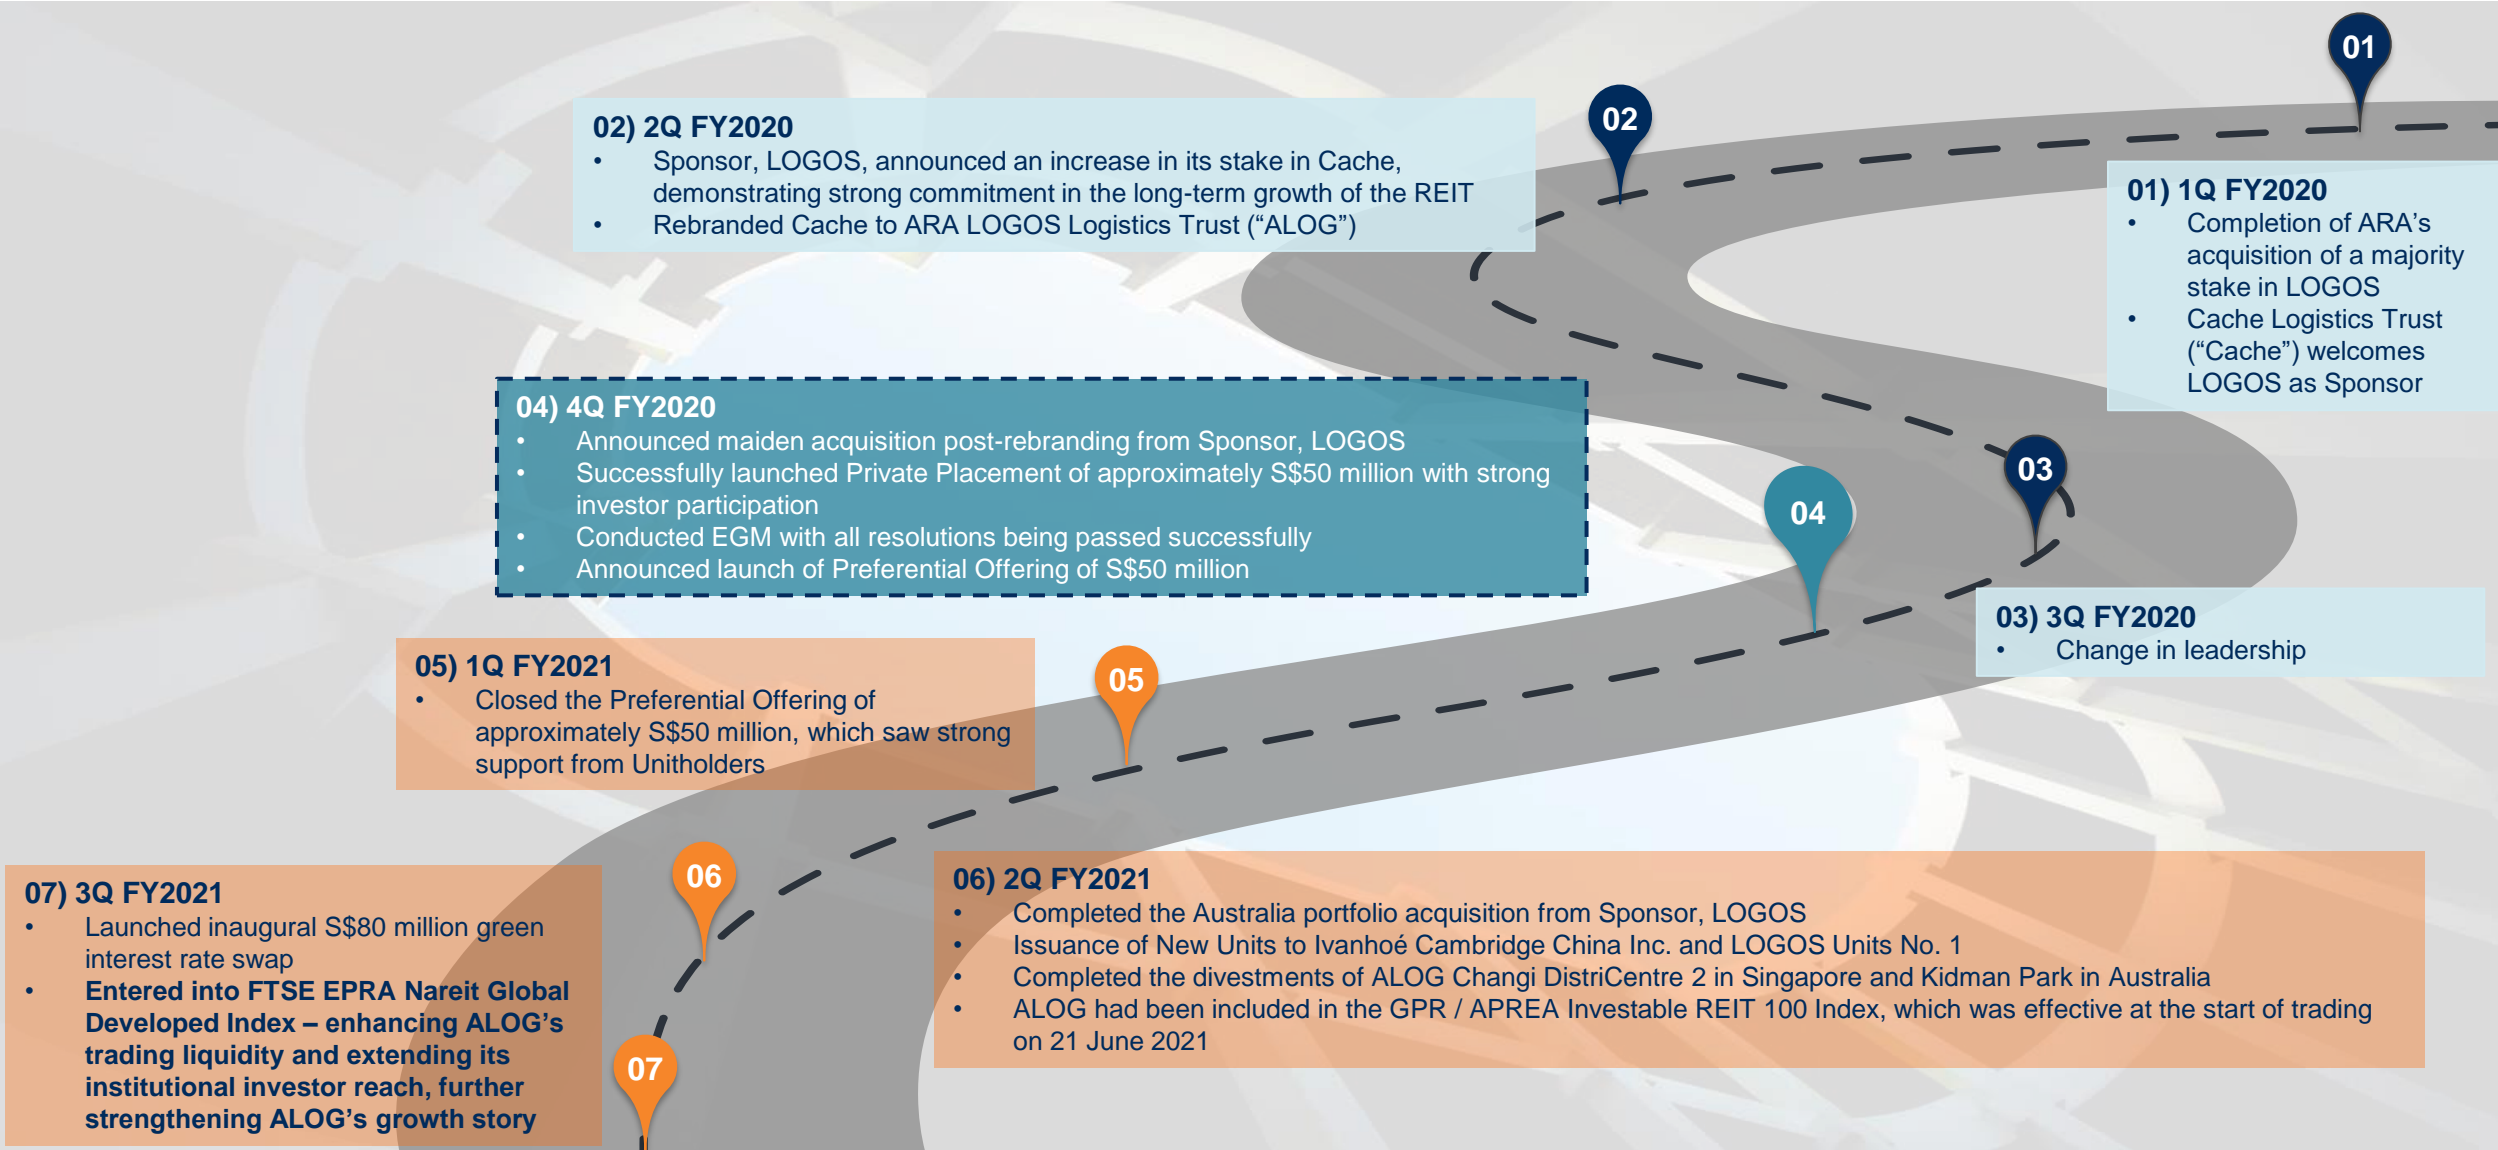 01
01) 1Q FY2020
• Completion of ARA’s
acquisition of a majority
stake in LOGOS
• Cache Logistics Trust
(“Cache”) welcomes
LOGOS as Sponsor
02
02) 2Q FY2020
• Sponsor, LOGOS, announced an increase in its stake in Cache,
demonstrating strong commitment in the long-term growth of the REIT
• Rebranded Cache to ARA LOGOS Logistics Trust (“ALOG”)
03
03) 3Q FY2020
• Change in leadership
04
04) 4Q FY2020
• Announced maiden acquisition post-rebranding from Sponsor, LOGOS
• Successfully launched Private Placement of approximately S$50 million with strong
investor participation
• Conducted EGM with all resolutions being passed successfully
• Announced launch of Preferential Offering of S$50 million
05
05) 1Q FY2021
• Closed the Preferential Offering of
approximately S$50 million, which saw strong
support from Unitholders
06
06) 2Q FY2021
• Completed the Australia portfolio acquisition from Sponsor, LOGOS
• Issuance of New Units to Ivanhoé Cambridge China Inc. and LOGOS Units No. 1
• Completed the divestments of ALOG Changi DistriCentre 2 in Singapore and Kidman Park in Australia
• ALOG had been included in the GPR / APREA Investable REIT 100 Index, which was effective at the start of trading
on 21 June 2021
07
07) 3Q FY2021
• Launched inaugural S$80 million green
interest rate swap
• Entered into FTSE EPRA Nareit Global
Developed Index – enhancing ALOG’s
trading liquidity and extending its
institutional investor reach, further
strengthening ALOG’s growth story